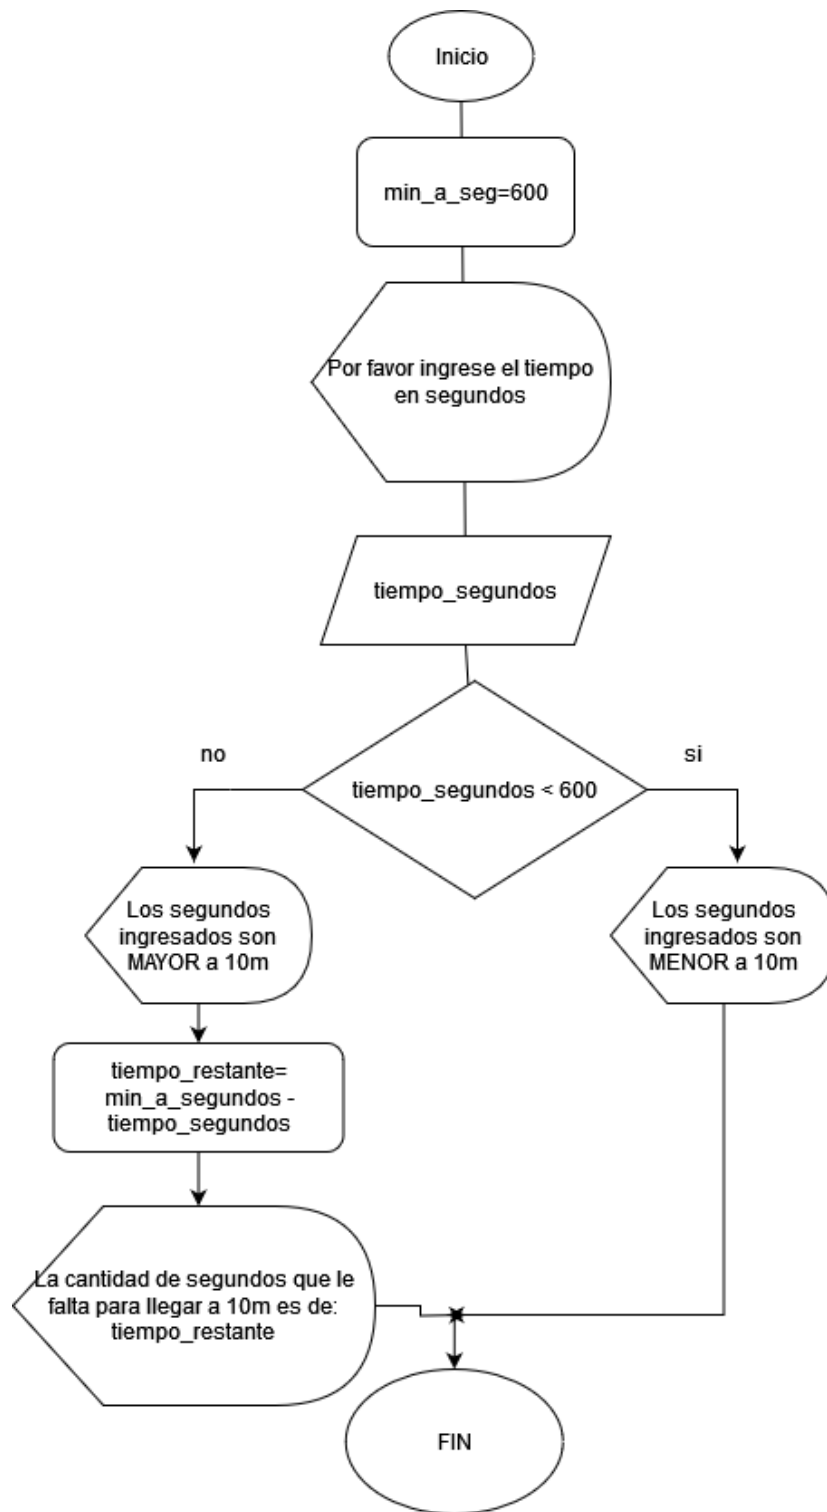 Inicio
min_a_seg=600
Por favor ingrese el tiempo
en segundos
tiempo_segundos
no
si
tiempo_segundos < 600
Los segundos
ingresados son
MAYOR a 10m
Los segundos
ingresados son
MENOR a 10m
tiempo_restante=
min_a_segundos -
tiempo_segundos
La cantidad de segundos que le
falta para llegar a 10m es de:
tiempo_restante
FIN